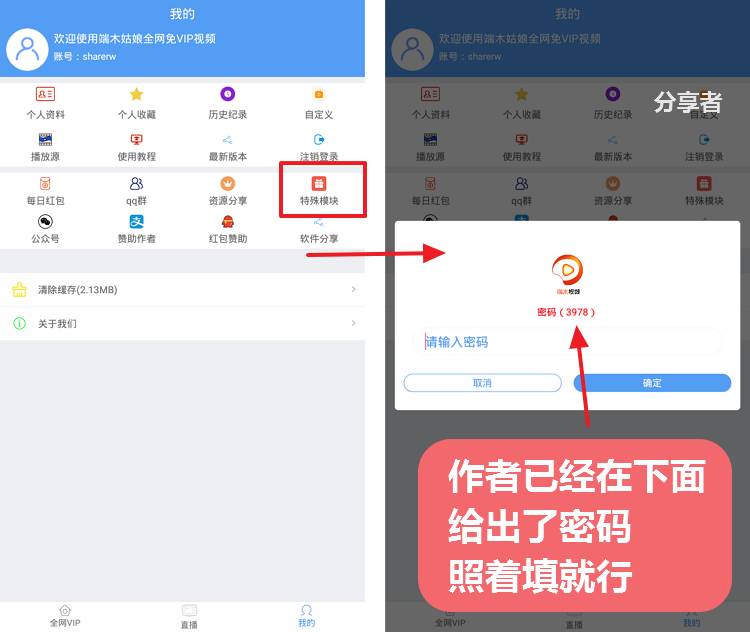 我的
欢迎使用端木姑娘全网免VIP视频
账号：sharerw
个人资料
个人收藏
历史纪录
自定义
播放源
使用教程
最新版本
注销登录
每日红包
qq群
资源分享
特殊模块
公众号
赞助作者
红包赞助
软件分享
清除缓存(2.13MB)
关于我们
全网VIP
直播
我的
我的
欢迎使用端木姑娘全网免VIP视频
账号：sharerw
分享者
个人资料
个人收藏
历史纪录
自定义
播放源
使用教程
最新版本
注销登录
每日红包
qq群
资源分享
特殊模块
端木视频
密码（3978）
请输入密码
取消
确定
作者已经在下面
给出了密码
照着填就行
全网VIP
直播
我的